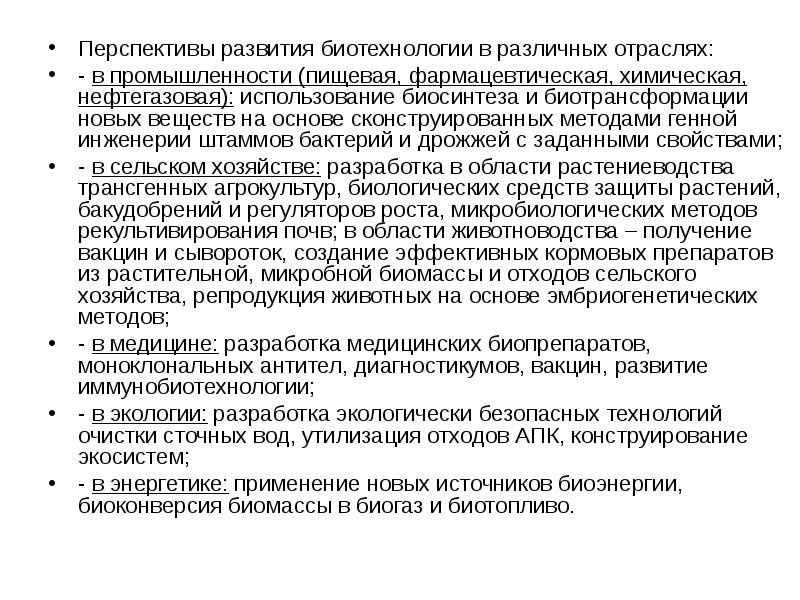 • Перспективы развития биотехнологии в различных отраслях:
• - в промышленности (пищевая, фармацевтическая, химическая,
нефтегазовая): использование биосинтеза и биотрансформации
новых веществ на основе сконструированных методами генной
инженерии штаммов бактерий и дрожжей с заданными свойствами;
• - в сельском хозяйстве: разработка в области растениеводства
трансгенных агрокультур, биологических средств защиты растений,
бакудобрений и регуляторов роста, микробиологических методов
рекультивирования почв; в области животноводства – получение
вакцин и сывороток, создание эффективных кормовых препаратов
из растительной, микробной биомассы и отходов сельского
хозяйства, репродукция животных на основе эмбриогенетических
методов;
• - в медицине: разработка медицинских биопрепаратов,
моноклональных антител, диагностикумов, вакцин, развитие
иммунобиотехнологии;
• - в экологии: разработка экологически безопасных технологий
очистки сточных вод, утилизация отходов АПК, конструирование
экосистем;
• - в энергетике: применение новых источников биоэнергии,
биоконверсия биомассы в биогаз и биотопливо.